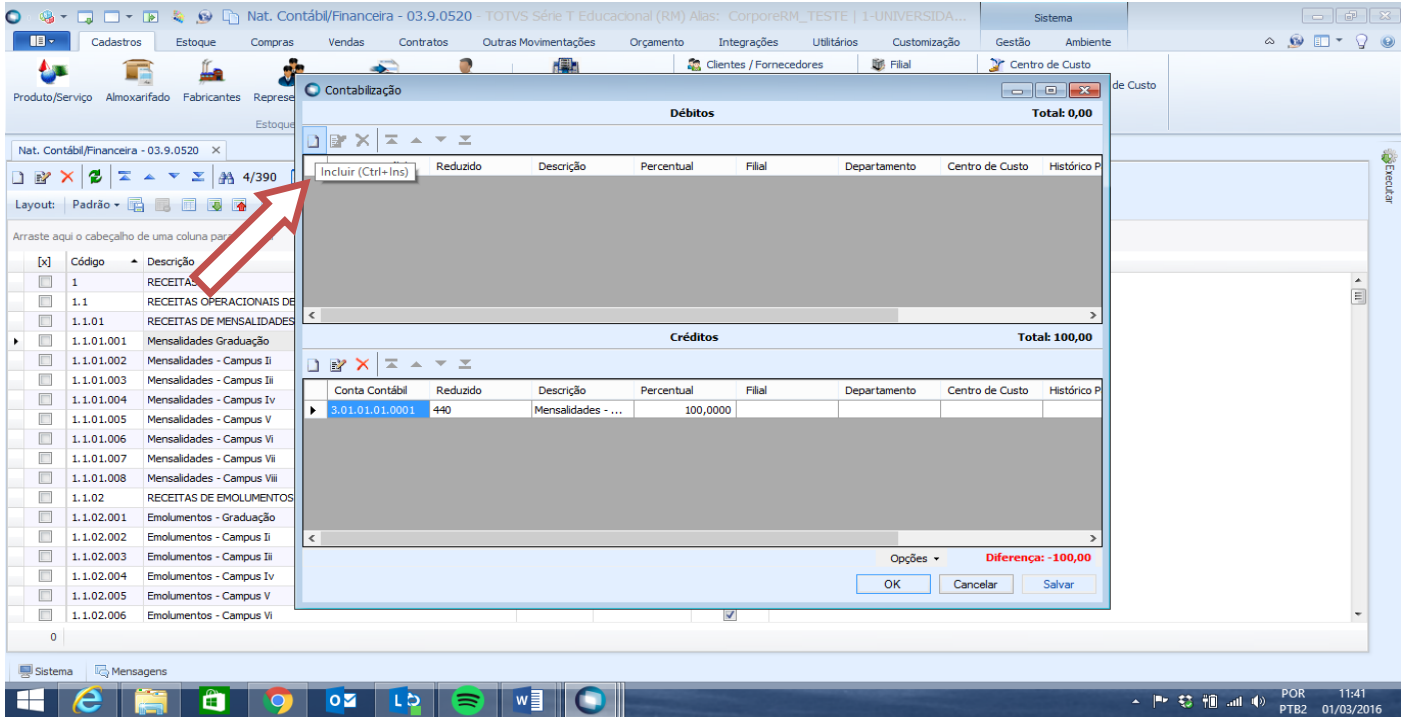 Nat. Contábil/Financeira - 03.9.0520 - TOTVS Série T Educacional (RM) Alias: CorporeRM_TESTE | 1-UNIVERSIDA...
Sistema
Cadastros Estoque Compras Vendas Contratos Outras Movimentações Orçamento Integrações Utilitários Customização Gestão Ambiente
Clientes / Fornecedores Filial Centro de Custo
Produto/Serviço Almoxarifado Fabricantes Represe
de Custo
Estoque
Contabilização
Débitos Total: 0,00
Nat. Contábil/Financeira - 03.9.0520
Reduzido Descrição Percentual Filial Departamento Centro de Custo Histórico P
Incluir (Ctrl+Ins)
4/390
Layout: Padrão
Executar
Arraste aqui o cabeçalho de uma coluna par
[x] Código Descrição
1 RECEITAS
1.1 RECEITAS OPERACIONAIS DE
1.1.01 RECEITAS DE MENSALIDADES
1.1.01.001 Mensalidades Graduação
1.1.01.002 Mensalidades - Campus Ii
1.1.01.003 Mensalidades - Campus Iii
1.1.01.004 Mensalidades - Campus Iv
1.1.01.005 Mensalidades - Campus V
1.1.01.006 Mensalidades - Campus Vi
1.1.01.007 Mensalidades - Campus Vii
1.1.01.008 Mensalidades - Campus Viii
1.1.02 RECEITAS DE EMOLUMENTOS
1.1.02.001 Emolumentos - Graduação
1.1.02.002 Emolumentos - Campus Ii
1.1.02.003 Emolumentos - Campus Iii
1.1.02.004 Emolumentos - Campus Iv
1.1.02.005 Emolumentos - Campus V
1.1.02.006 Emolumentos - Campus Vi
0
Créditos Total: 100,00
Conta Contábil Reduzido Descrição Percentual Filial Departamento Centro de Custo Histórico P
3.01.01.01.0001 440 Mensalidades - ... 100,0000
Opções Diferença: -100,00
OK Cancelar Salvar
Sistema Mensagens
POR 11:41
PTB2 01/03/2016